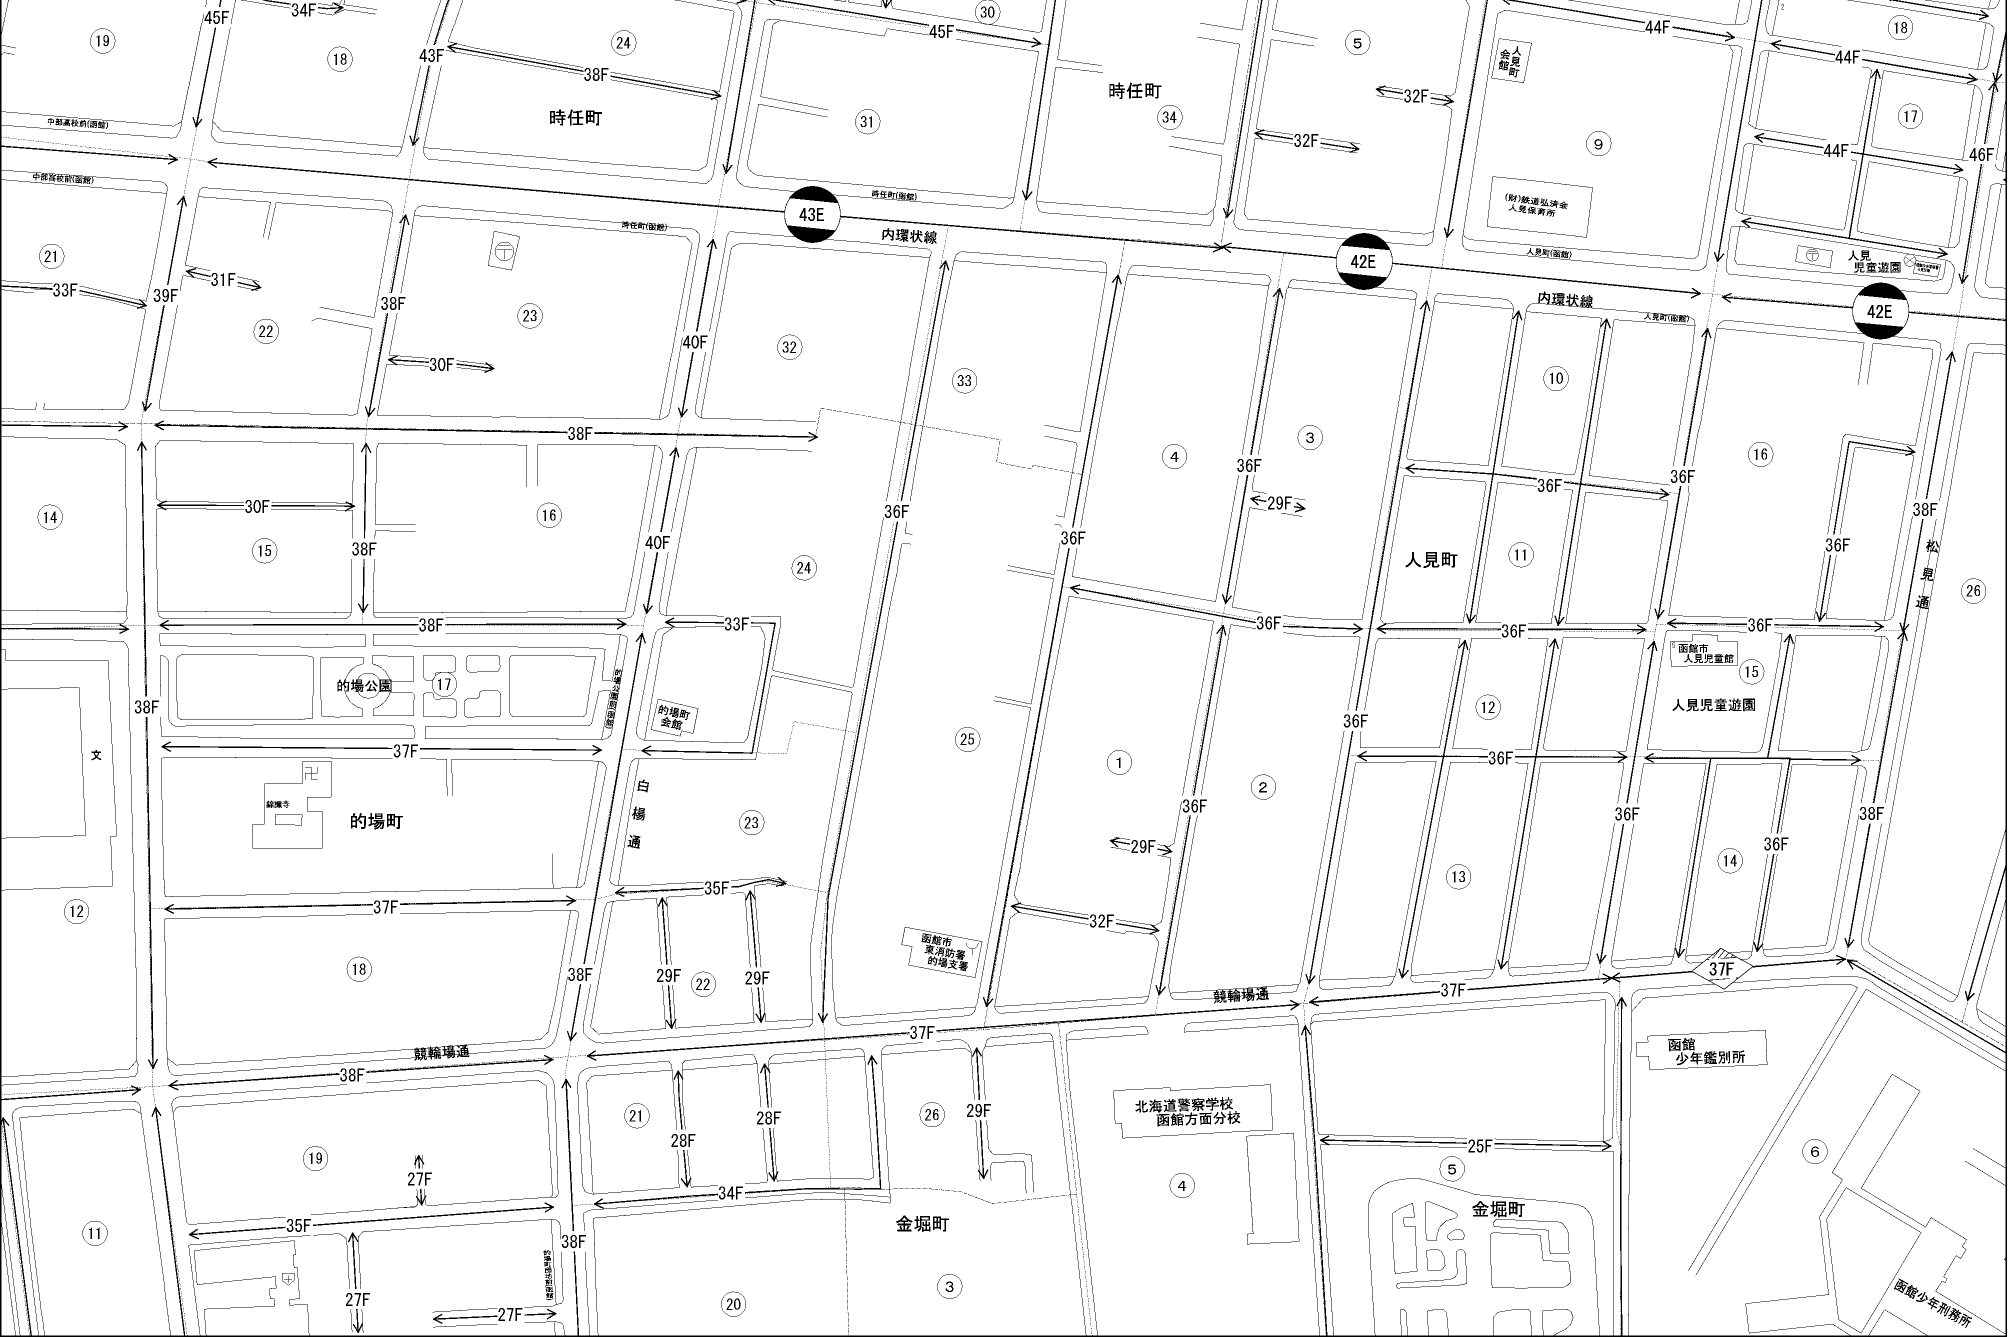 34F
45F
30
19
18
43F
24
38F
45F
5
44F
18
44F
人見町
会館
時任町
31
時任町
34
32F
32F
9
17
44F
46F
中部高校前(函館)
中部高校前(函館)
時任町(函館)
43E
内環状線
(財)鉄道弘済会
人見保育所
人見町(函館)
人見
児童遊園
21
33F
31F
39F
22
38F
時任町(函館)
23
30F
40F
32
33
42E
内環状線
人見町(函館)
42E
10
38F
4
3
36F
29F
36F
36F
16
14
30F
15
38F
16
40F
24
36F
36F
人見町
11
36F
38F
松見通
26
38F
33F
36F
36F
36F
函館市
人見児童館
15
人見児童遊園
的場公園
17
的場町
会館
38F
37F
文
的場町
白楊通
23
25
1
2
36F
29F
36F
12
36F
36F
13
14
36F
38F
12
37F
35F
32F
18
38F
29F
22
29F
函館市
東消防署
的場支署
競輪場通
37F
37F
競輪場通
38F
37F
函館
少年鑑別所
21
28F
28F
26
29F
北海道警察学校
函館方面分校
4
25F
5
6
19
27F
34F
金堀町
金堀町
11
35F
38F
27F
27F
20
3
函館少年刑務所